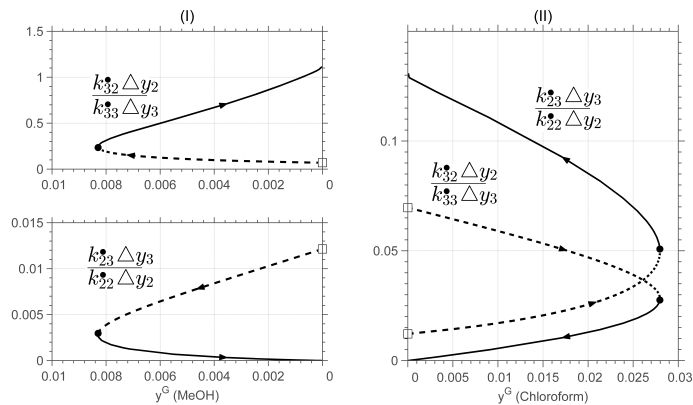 (I)
1.5
1
0.5
0
k•32 △y2
k•33 △y3
0.01 0.008 0.006 0.004 0.002 0
0.015
0.01
0.005
0
k•23 △y3
k•22 △y2
0.01 0.008 0.006 0.004 0.002 0
yG (MeOH)
(II)
0.1
0.05
0
k•23 △y3
k•22 △y2
k•32 △y2
k•33 △y3
0 0.005 0.01 0.015 0.02 0.025 0.03
yG (Chloroform)